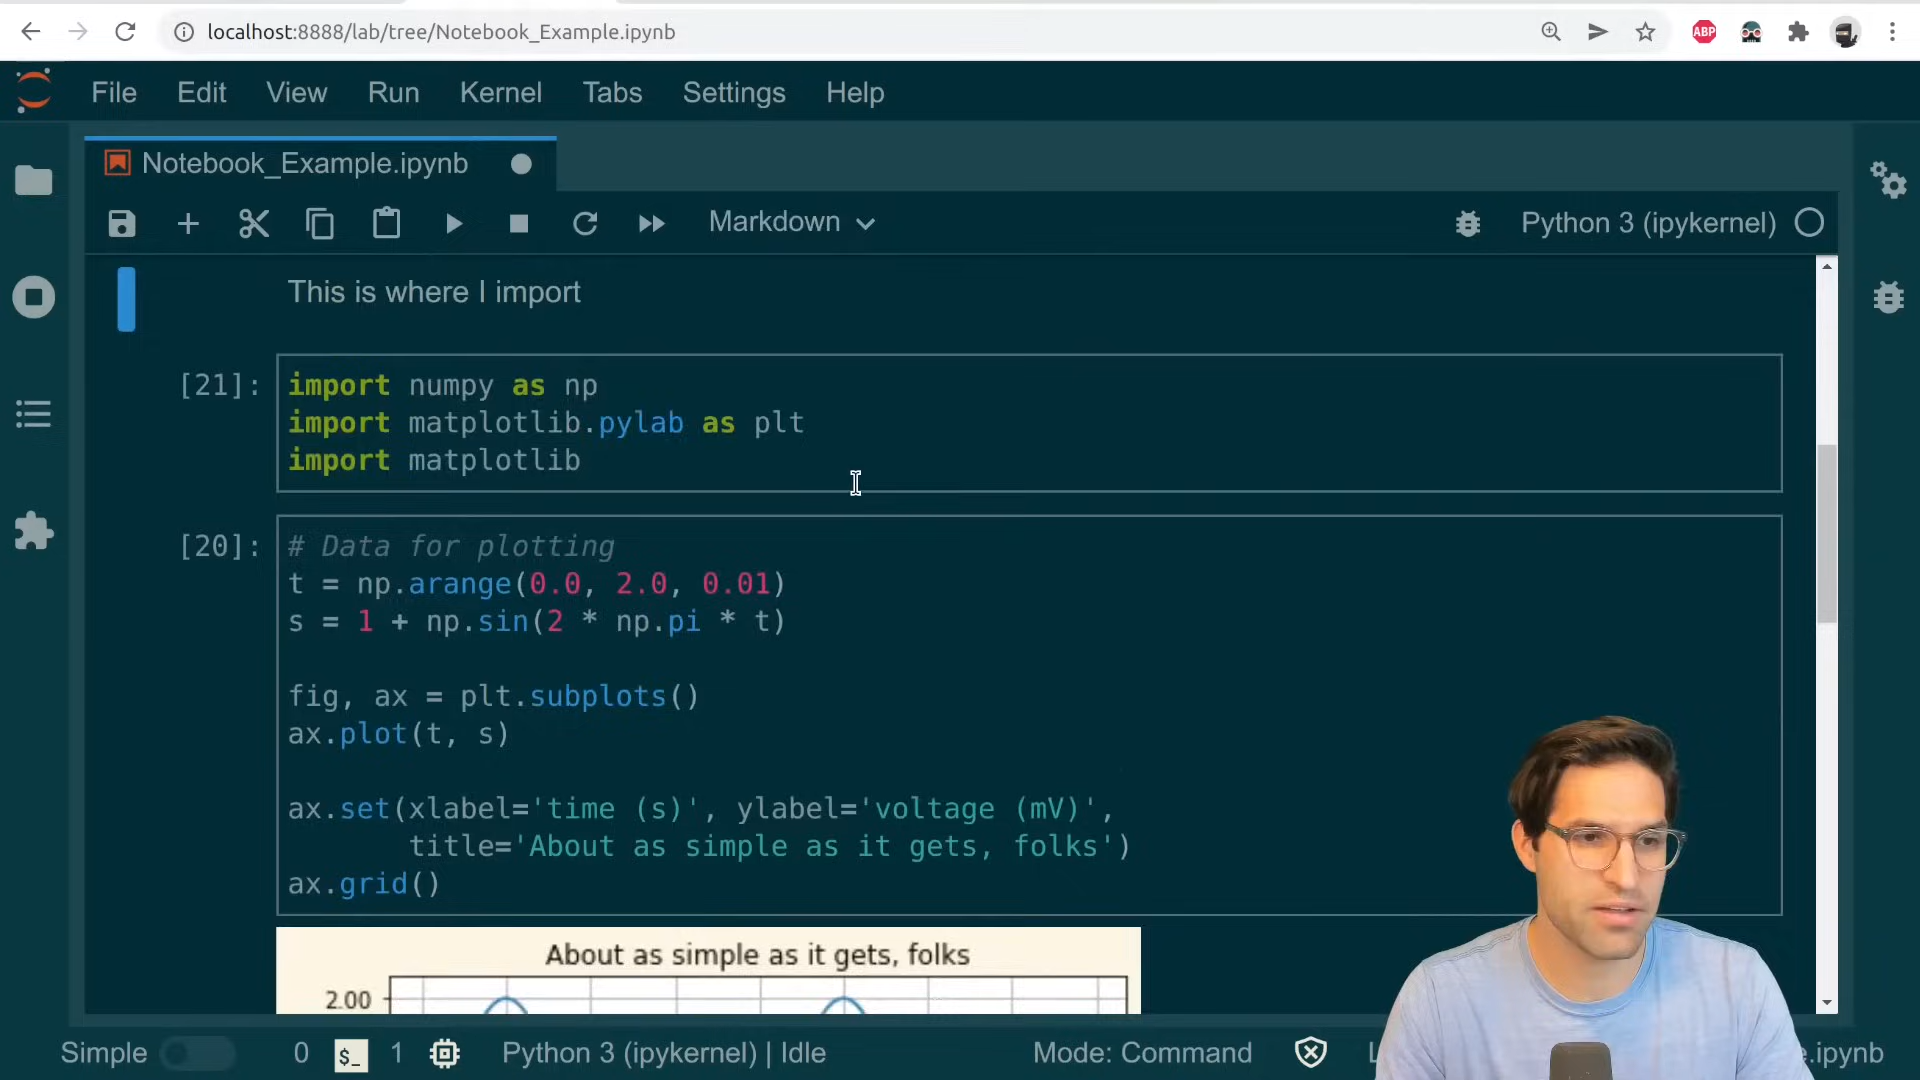 localhost:8888/lab/tree/Notebook_Example.ipynb
ABP
File Edit View Run Kernel Tabs Settings Help
Notebook_Example.ipynb
Markdown
Python 3 (ipykernel)
This is where I import
[21]:
import numpy as np
import matplotlib.pylab as plt
import matplotlib
[20]:
# Data for plotting
t = np.arange(0.0, 2.0, 0.01)
s = 1 + np.sin(2 * np.pi * t)
fig, ax = plt.subplots()
ax.plot(t, s)
ax.set(xlabel='time (s)', ylabel='voltage (mV)',
title='About as simple as it gets, folks')
ax.grid()
About as simple as it gets, folks
2.00
Simple 0 $_ 1 Python 3 (ipykernel) | Idle Mode: Command .ipynb